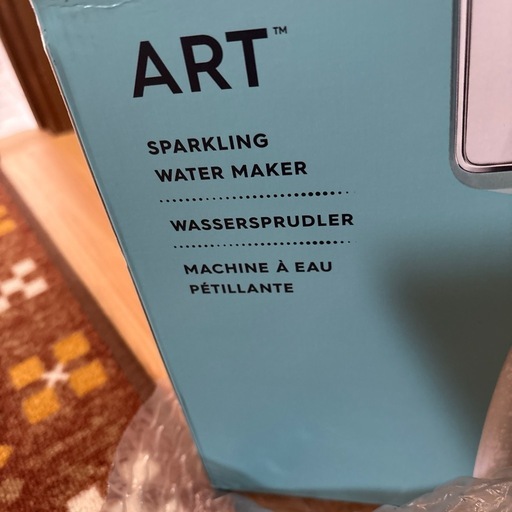 ART™
SPARKLING
WATER MAKER
WASSERSPRUDLER
MACHINE À EAU
PÉTILLANTE